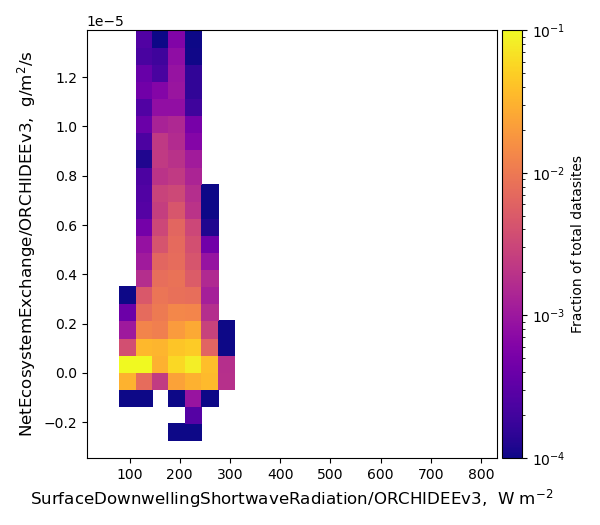 1e−5
NetEcosystemExchange/ORCHIDEEv3, g/m²/s
1.2
1.0
0.8
0.6
0.4
0.2
0.0
−0.2
100 200 300 400 500 600 700 800
SurfaceDownwellingShortwaveRadiation/ORCHIDEEv3, W m⁻²
10⁻¹
10⁻²
10⁻³
10⁻⁴
Fraction of total datasites